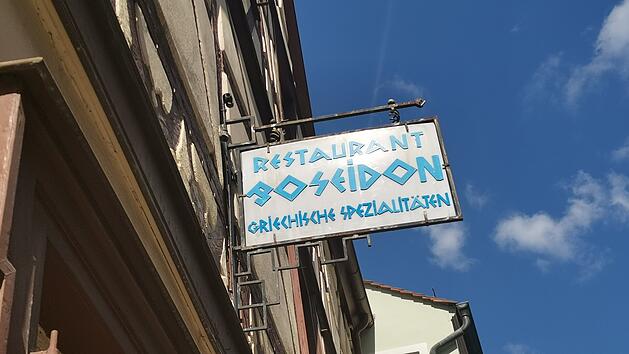 RESTAURANT
POSEIDON
GRIECHISCHE SPEZIALITÄTEN